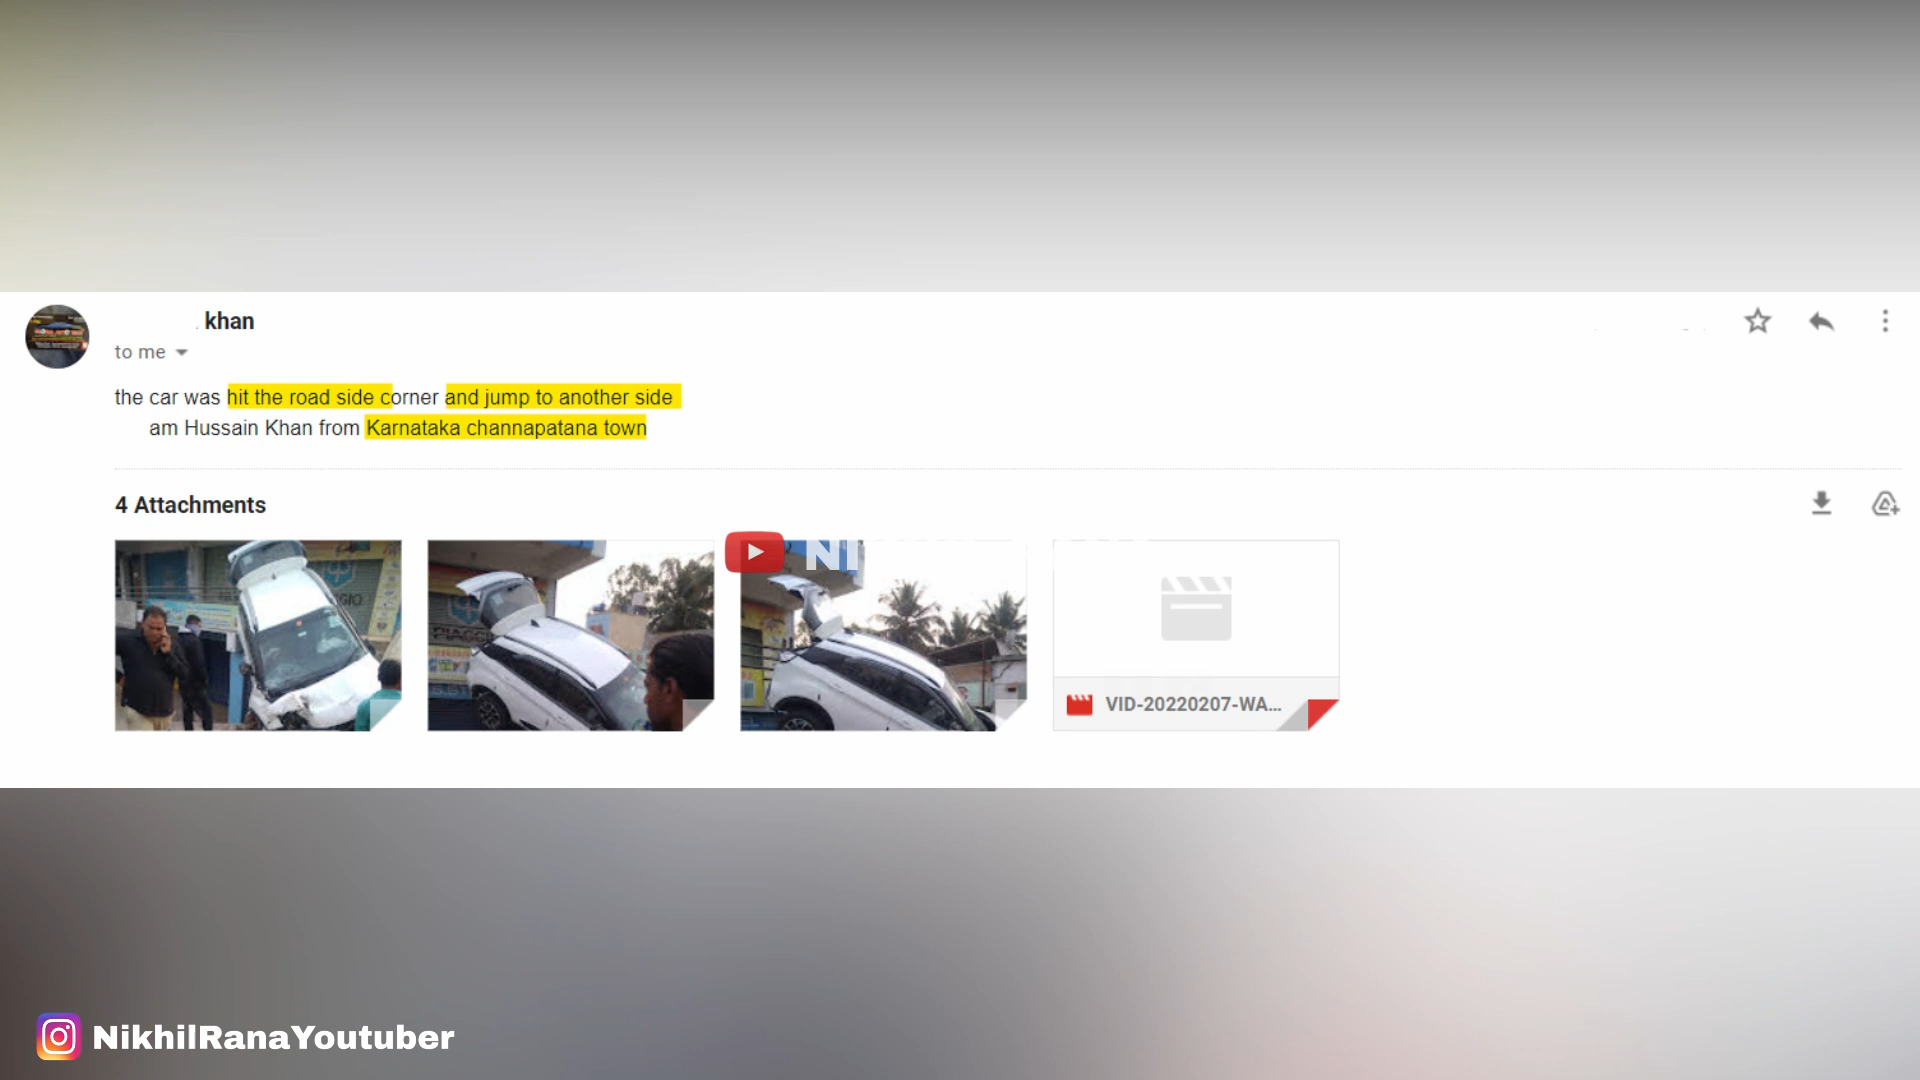 khan
to me
the car was hit the road side corner and jump to another side
am Hussain Khan from Karnataka channapatana town
4 Attachments
PIAGG
VID-20220207-WA...
NikhilRanaYoutuber